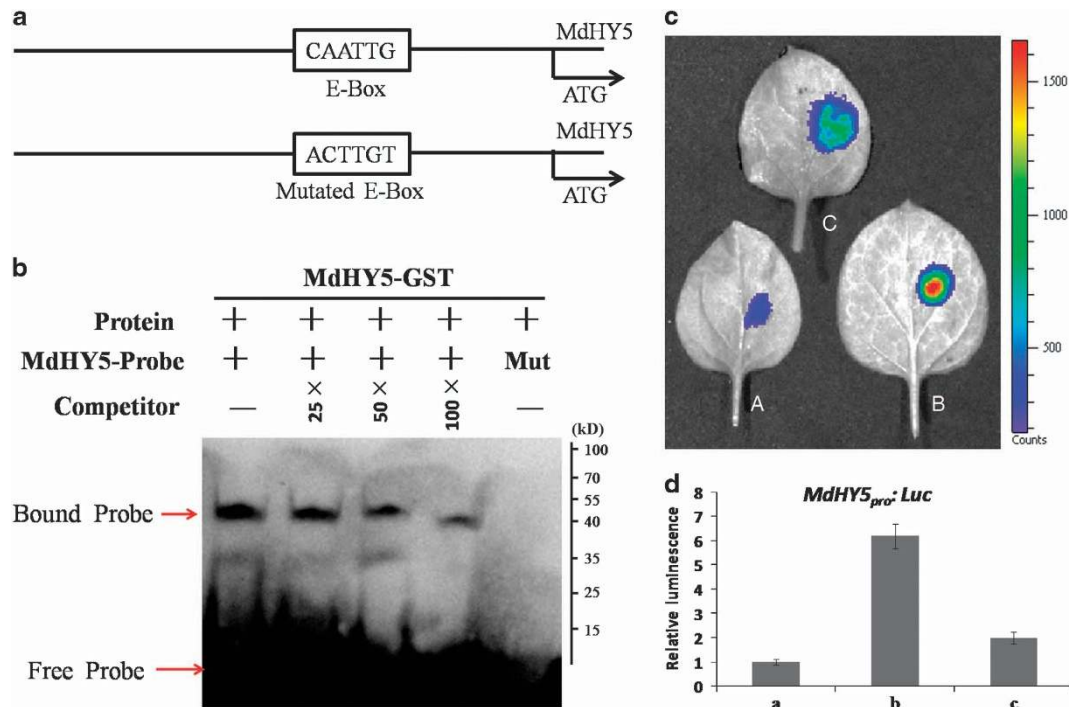 a
CAATTG
MdHY5
E-Box
ATG
ACTTGT
MdHY5
Mutated E-Box
ATG
b
MdHY5-GST
Protein + + + + +
MdHY5-Probe + + + + Mut
Competitor — 25 × 50 × 100 × —
(kD)
100
70
55
40
35
25
15
Bound Probe
Free Probe
c
C
A
B
1500
1000
500
Counts
d
MdHY5pro: Luc
Relative luminescence
8
7
6
5
4
3
2
1
0
a b c